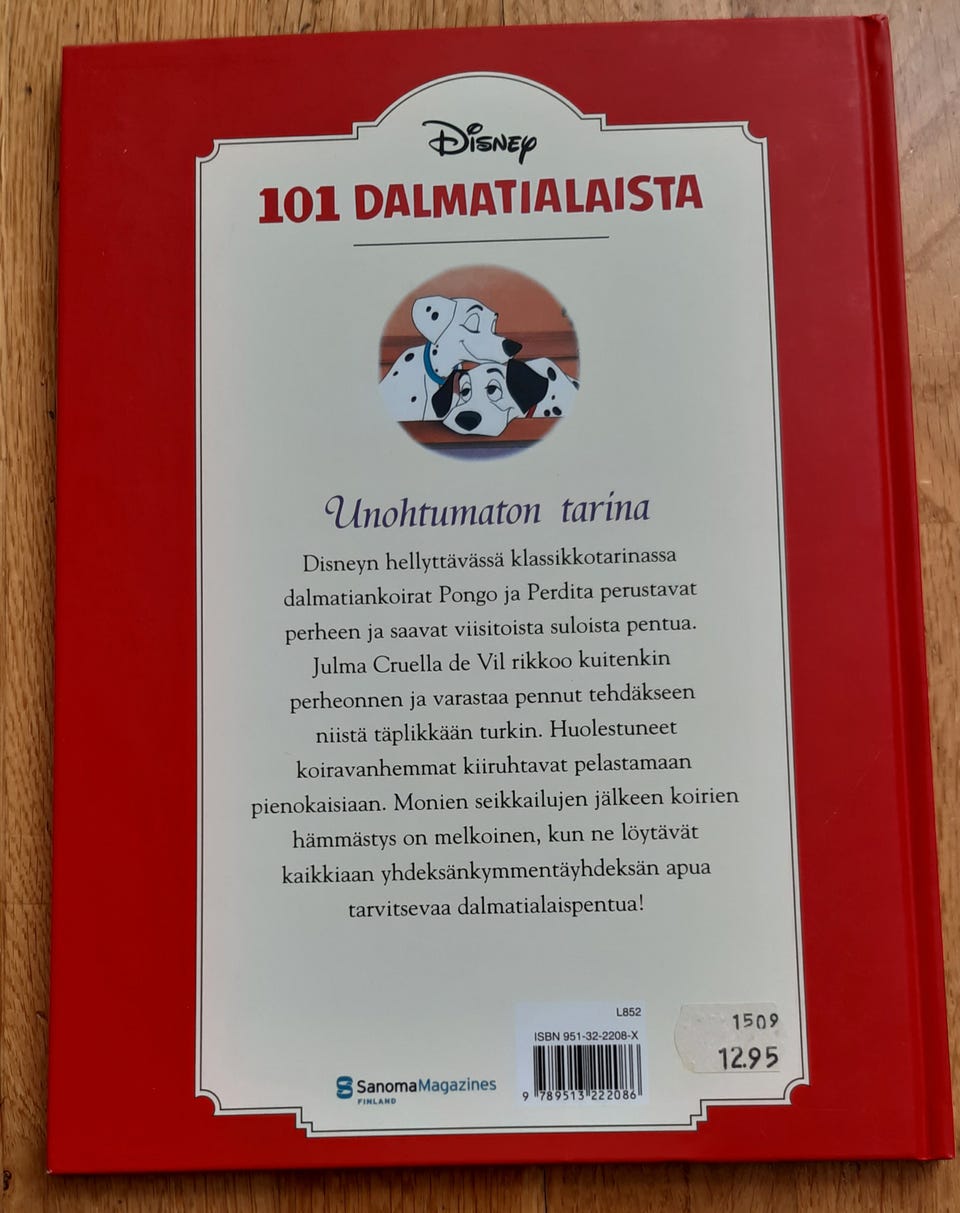 Disney
101 DALMATIALAISTA
Unohtumaton tarina
Disneyn hellyttävässä klassikkotarinassa
dalmatiankoirat Pongo ja Perdita perustavat
perheen ja saavat viisitoista suloista pentua.
Julma Cruella de Vil rikkoo kuitenkin
perheonnen ja varastaa pennut tehdäkseen
niistä täplikkään turkin. Huolestuneet
koiravanhemmat kiiruhtavat pelastamaan
pienokaisiaan. Monien seikkailujen jälkeen koirien
hämmästys on melkoinen, kun ne löytävät
kaikkiaan yhdeksänkymmentäyhdeksän apua
tarvitsevaa dalmatialaispentua!
L852
ISBN 951-32-2208-X
9 789513 222086
1509
12.95
SanomaMagazines
FINLAND